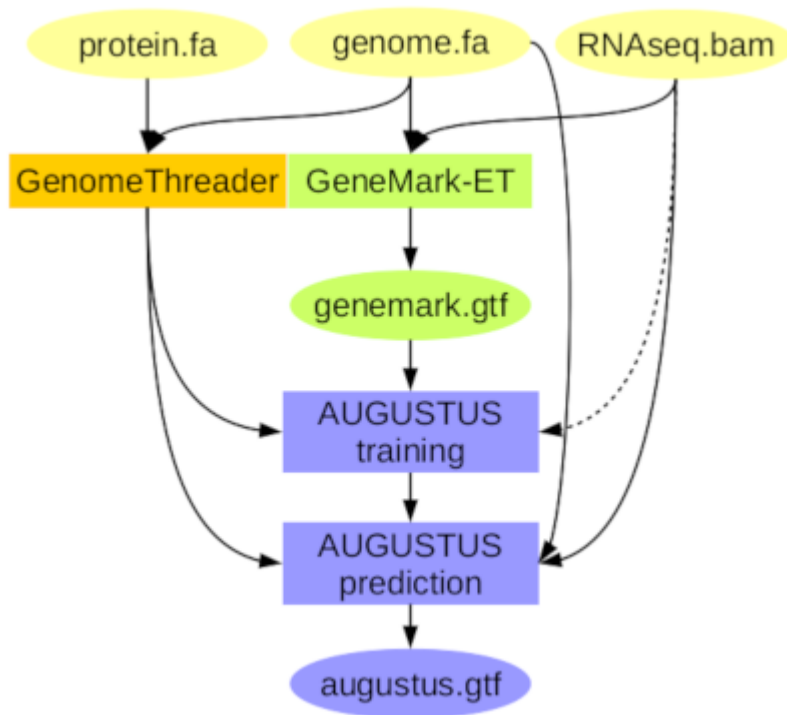 protein.fa
genome.fa
RNAseq.bam
GenomeThreader
GeneMark-ET
genemark.gtf
AUGUSTUS
training
AUGUSTUS
prediction
augustus.gtf